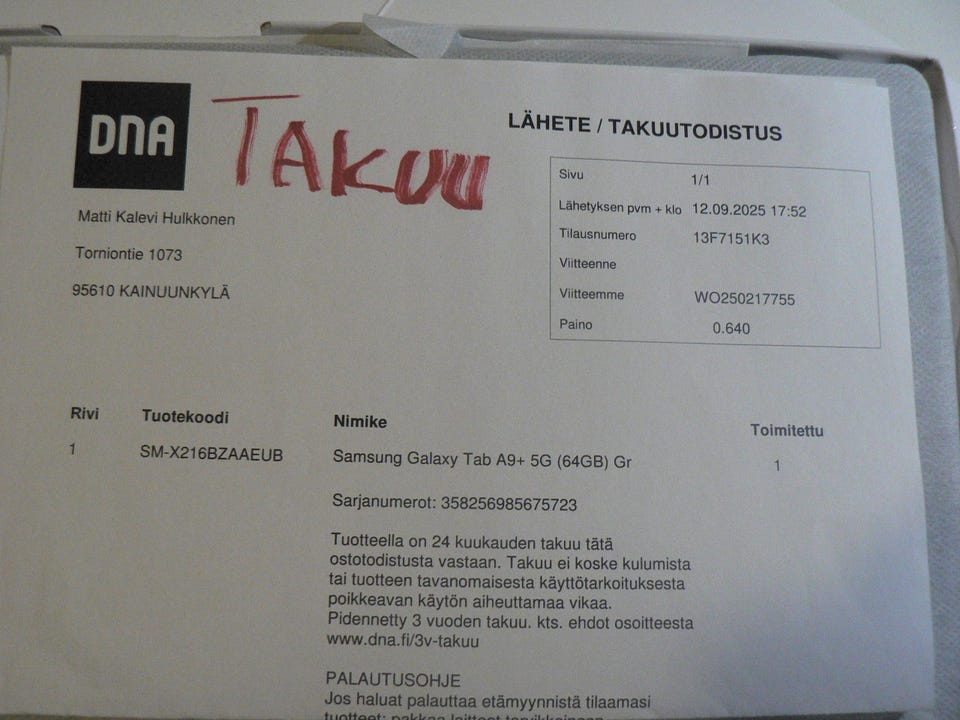 DNA
TAKUU
LÄHETE / TAKUUTODISTUS
Sivu 1/1
Lähetyksen pvm + klo 12.09.2025 17:52
Tilausnumero 13F7151K3
Viitteenne
Viitteemme WO250217755
Paino 0.640
Matti Kalevi Hulkkonen
Torniontie 1073
95610 KAINUUNKYLÄ
Rivi Tuotekoodi Nimike Toimitettu
1 SM-X216BZAAEUB Samsung Galaxy Tab A9+ 5G (64GB) Gr 1
Sarjanumerot: 358256985675723
Tuotteella on 24 kuukauden takuu tätä
ostotodistusta vastaan. Takuu ei koske kulumista
tai tuotteen tavanomaisesta käyttötarkoituksesta
poikkeavan käytön aiheuttamaa vikaa.
Pidennetty 3 vuoden takuu. kts. ehdot osoitteesta
www.dna.fi/3v-takuu
PALAUTUSOHJE
Jos haluat palauttaa etämyynnistä tilaamasi
tuotteet: pakkaa